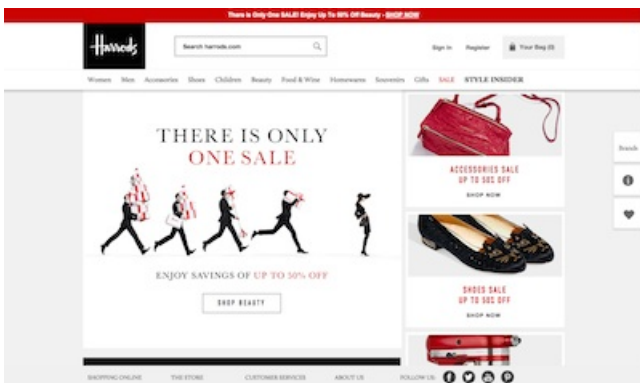 There is Only One SALE! Enjoy Up To 50% Off Beauty - SHOP NOW
Harrods
Search harrods.com
Sign In
Register
Your Bag (0)
Women Men Accessories Shoes Children Beauty Food & Wine Homewares Souvenirs Gifts SALE STYLE INSIDER
THERE IS ONLY
ONE SALE
ENJOY SAVINGS OF UP TO 50% OFF
SHOP BEAUTY
ACCESSORIES SALE
UP TO 50% OFF
SHOP NOW
SHOES SALE
UP TO 50% OFF
SHOP NOW
Brands
SHOPPING ONLINE
THE STORE
CUSTOMER SERVICES
ABOUT US
FOLLOW US: